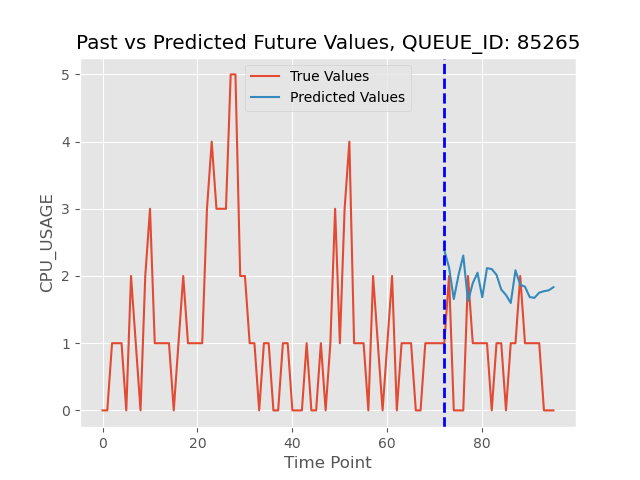 Past vs Predicted Future Values, QUEUE_ID: 85265
True Values
Predicted Values
CPU_USAGE
5
4
3
2
1
0
0 20 40 60 80
Time Point